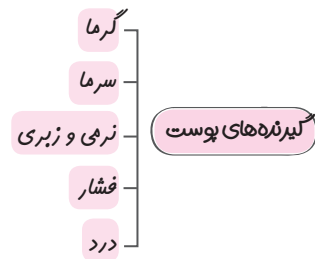 گیرنده‌های پوست
گرما
سرما
نرمی و زبری
فشار
درد